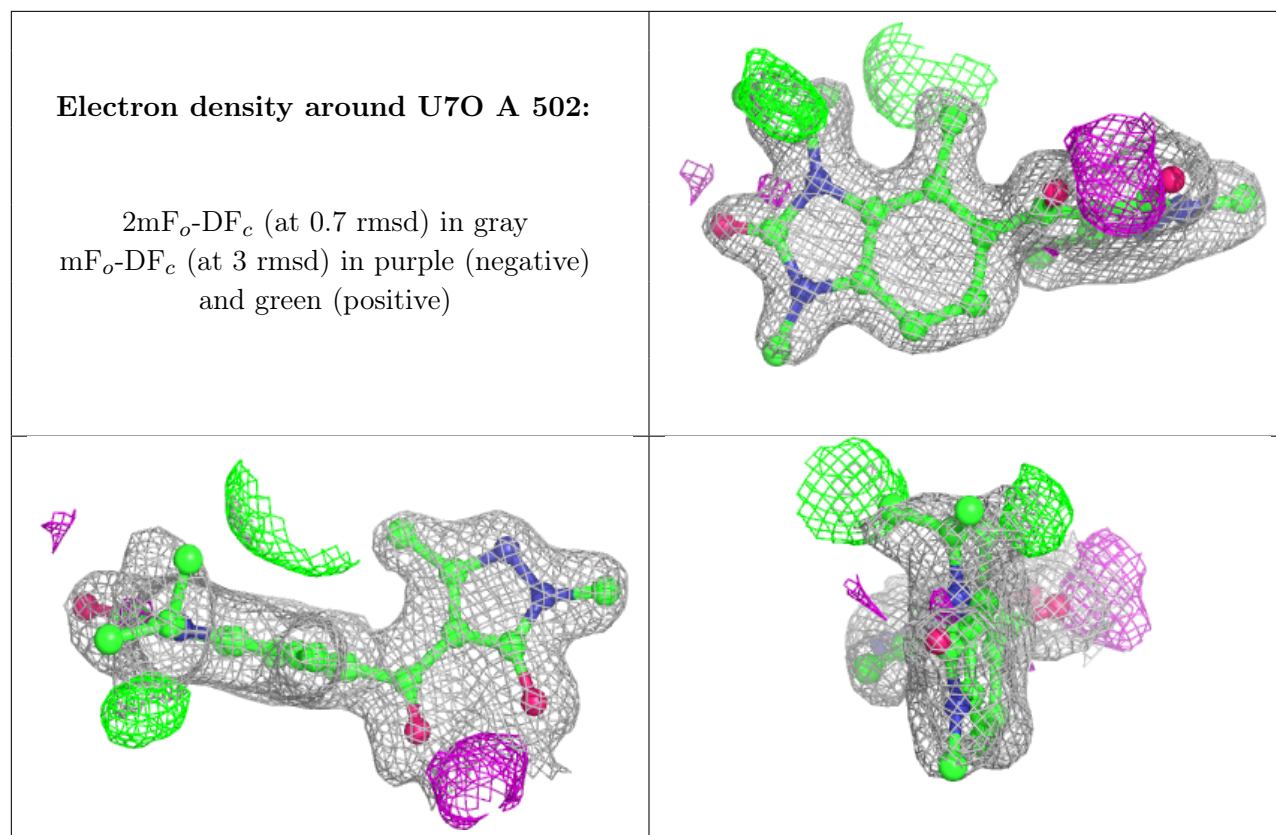 Electron density around U7O A 502:
2mFo-DFc (at 0.7 rmsd) in gray
mFo-DFc (at 3 rmsd) in purple (negative)
and green (positive)